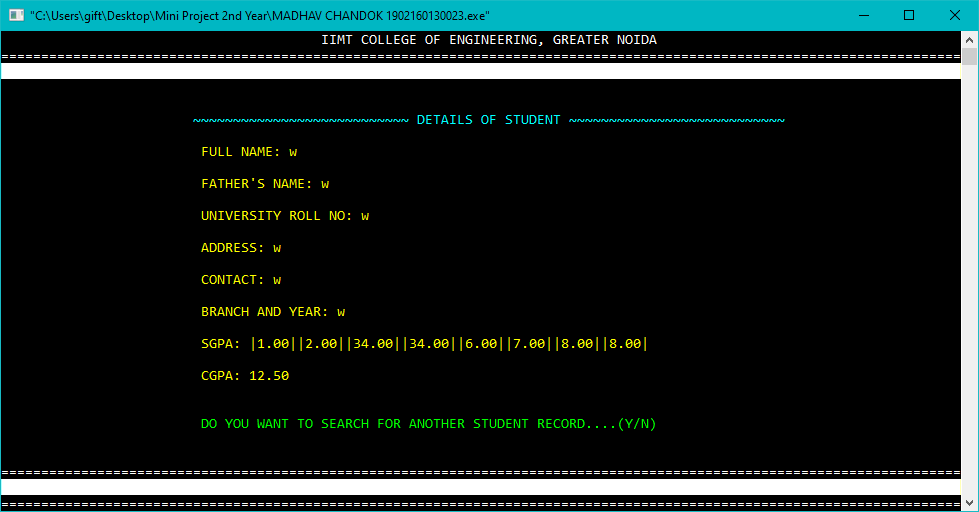 "C:\Users\gift\Desktop\Mini Project 2nd Year\MADHAV CHANDOK 1902160130023.exe"
IIMT COLLEGE OF ENGINEERING, GREATER NOIDA
========================================================================================================================
~~~~~~~~~~~~~~~~~~~~~~~~~~~ DETAILS OF STUDENT ~~~~~~~~~~~~~~~~~~~~~~~~~~~
FULL NAME: w
FATHER'S NAME: w
UNIVERSITY ROLL NO: w
ADDRESS: w
CONTACT: w
BRANCH AND YEAR: w
SGPA: |1.00||2.00||34.00||34.00||6.00||7.00||8.00||8.00|
CGPA: 12.50
DO YOU WANT TO SEARCH FOR ANOTHER STUDENT RECORD....(Y/N)
========================================================================================================================
========================================================================================================================